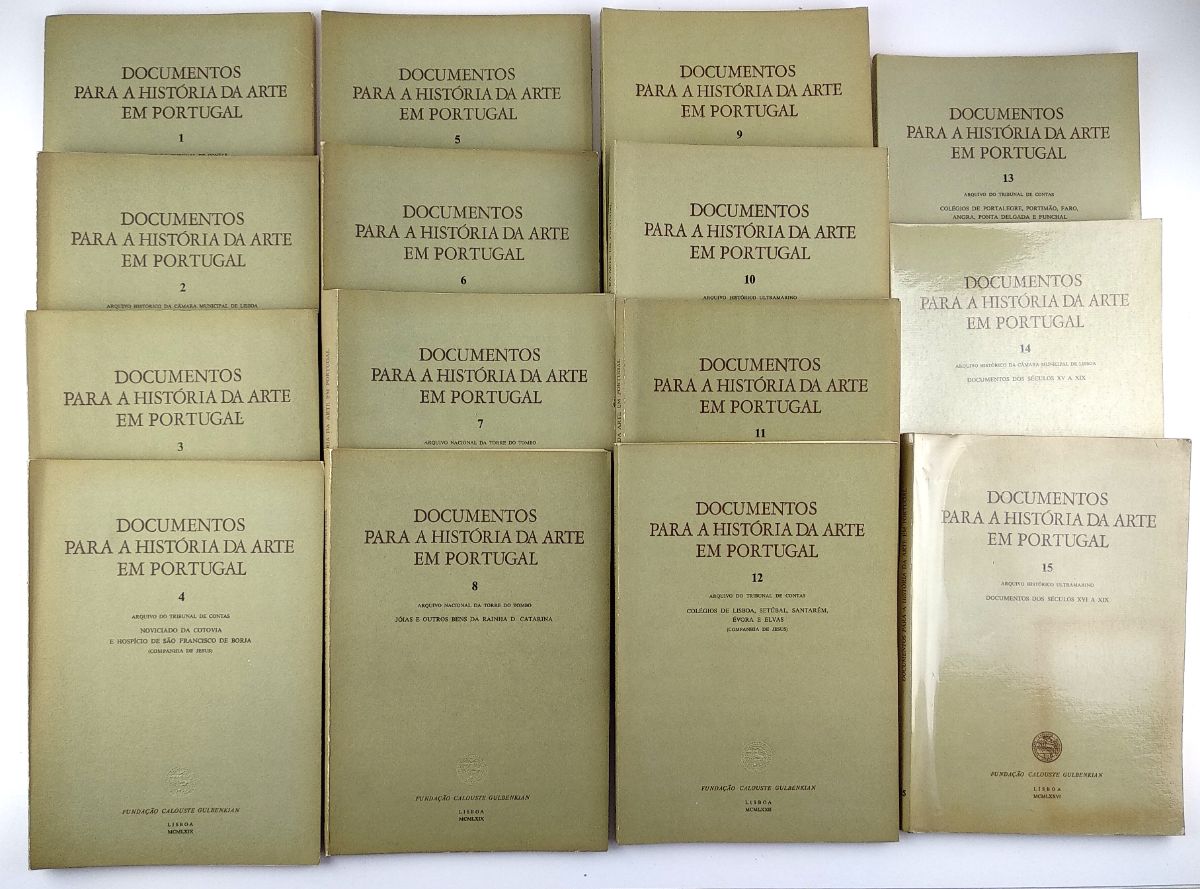 DOCUMENTOS
PARA A HISTÓRIA DA ARTE
EM PORTUGAL
1
DOCUMENTOS
PARA A HISTÓRIA DA ARTE
EM PORTUGAL
2
ARQUIVO HISTÓRICO DA CÂMARA MUNICIPAL DE LISBOA
DOCUMENTOS
PARA A HISTÓRIA DA ARTE
EM PORTUGAL
3
DOCUMENTOS
PARA A HISTÓRIA DA ARTE
EM PORTUGAL
4
ARQUIVO DO TRIBUNAL DE CONTAS
NOVICIADO DA COTOVIA
E HOSPÍCIO DE SÃO FRANCISCO DE BORJA
(COMPANHIA DE JESUS)
FUNDAÇÃO CALOUSTE GULBENKIAN
LISBOA
MCMLXIX
DOCUMENTOS
PARA A HISTÓRIA DA ARTE
EM PORTUGAL
5
DOCUMENTOS
PARA A HISTÓRIA DA ARTE
EM PORTUGAL
6
DOCUMENTOS
PARA A HISTÓRIA DA ARTE
EM PORTUGAL
7
ARQUIVO NACIONAL DA TORRE DO TOMBO
DOCUMENTOS
PARA A HISTÓRIA DA ARTE
EM PORTUGAL
8
ARQUIVO NACIONAL DA TORRE DO TOMBO
JÓIAS E OUTROS BENS DA RAINHA D. CATARINA
FUNDAÇÃO CALOUSTE GULBENKIAN
LISBOA
MCMLXIX
DOCUMENTOS
PARA A HISTÓRIA DA ARTE
EM PORTUGAL
9
DOCUMENTOS
PARA A HISTÓRIA DA ARTE
EM PORTUGAL
10
ARQUIVO HISTÓRICO ULTRAMARINO
DOCUMENTOS
PARA A HISTÓRIA DA ARTE
EM PORTUGAL
11
DOCUMENTOS
PARA A HISTÓRIA DA ARTE
EM PORTUGAL
12
ARQUIVO DO TRIBUNAL DE CONTAS
COLÉGIOS DE LISBOA, SETÚBAL, SANTARÉM,
ÉVORA E ELVAS
(COMPANHIA DE JESUS)
FUNDAÇÃO CALOUSTE GULBENKIAN
LISBOA
MCMLXXII
DOCUMENTOS
PARA A HISTÓRIA DA ARTE
EM PORTUGAL
13
ARQUIVO DO TRIBUNAL DE CONTAS
COLÉGIOS DE PORTALEGRE, PORTIMÃO, FARO,
ANGRA, PONTA DELGADA E FUNCHAL
DOCUMENTOS
PARA A HISTÓRIA DA ARTE
EM PORTUGAL
14
ARQUIVO HISTÓRICO DA CÂMARA MUNICIPAL DE LISBOA
DOCUMENTOS DOS SÉCULOS XV A XIX
DOCUMENTOS PARA A HISTÓRIA DA ARTE EM PORTUGAL
DOCUMENTOS
PARA A HISTÓRIA DA ARTE
EM PORTUGAL
15
ARQUIVO HISTÓRICO ULTRAMARINO
DOCUMENTOS DOS SÉCULOS XVI A XIX
FUNDAÇÃO CALOUSTE GULBENKIAN
LISBOA
MCMLXXVI